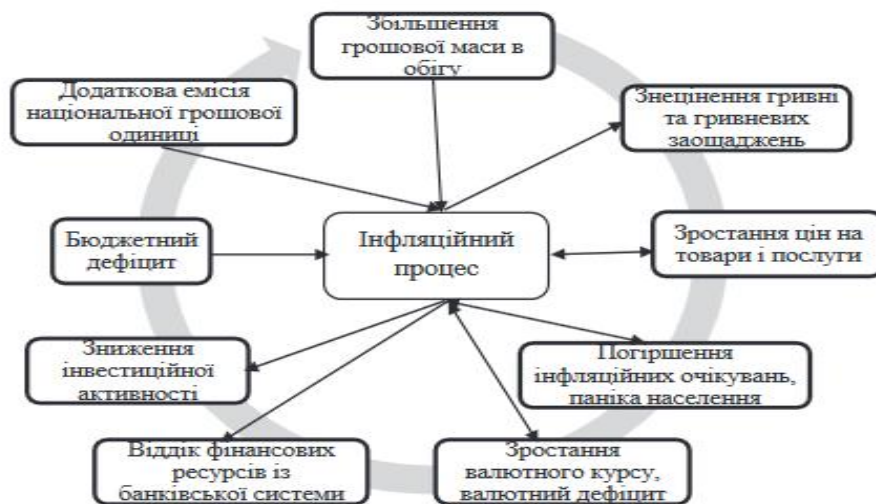 Збільшення
грошової маси в
обігу
Додаткова емісія
національної грошової
одиниці
Знецінення гривні
та гривневих
заощаджень
Бюджетний
дефіцит
Інфляційний
процес
Зростання цін на
товари і послуги
Зниження
інвестиційної
активності
Погіршення
інфляційних очікувань,
паніка населення
Віддік фінансових
ресурсів із
банківської системи
Зростання
валютного курсу,
валютний дефіцит